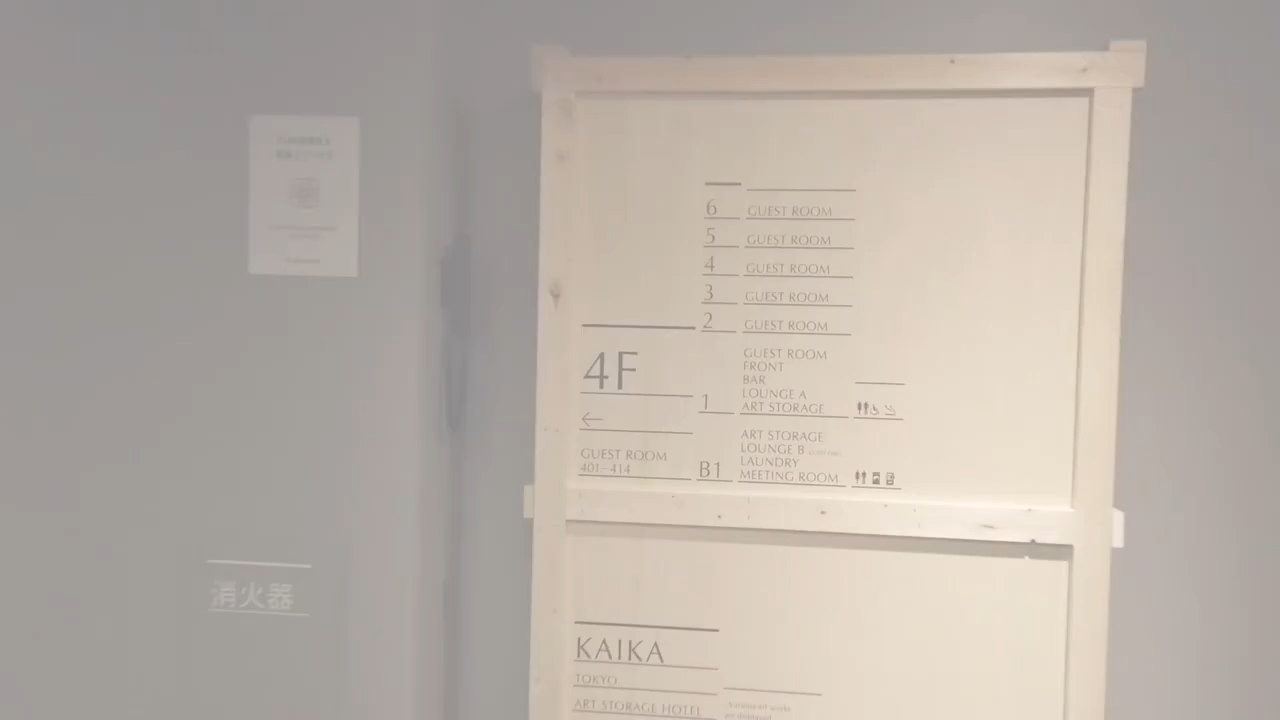 6 GUEST ROOM
5 GUEST ROOM
4 GUEST ROOM
3 GUEST ROOM
2 GUEST ROOM
GUEST ROOM
FRONT
BAR
LOUNGE A
1 ART STORAGE
ART STORAGE
LOUNGE B
LAUNDRY
B1 MEETING ROOM
4F
←
GUEST ROOM
401–414
消火器
KAIKA
TOKYO
ART STORAGE HOTEL